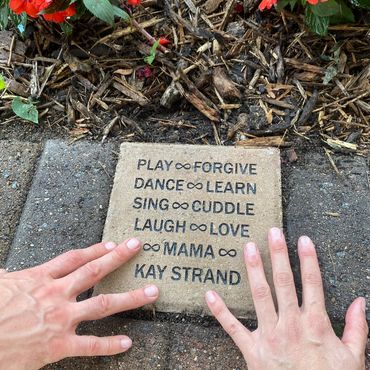 PLAY ∞ FORGIVE
DANCE ∞ LEARN
SING ∞ CUDDLE
LAUGH ∞ LOVE
∞ MAMA ∞
KAY STRAND